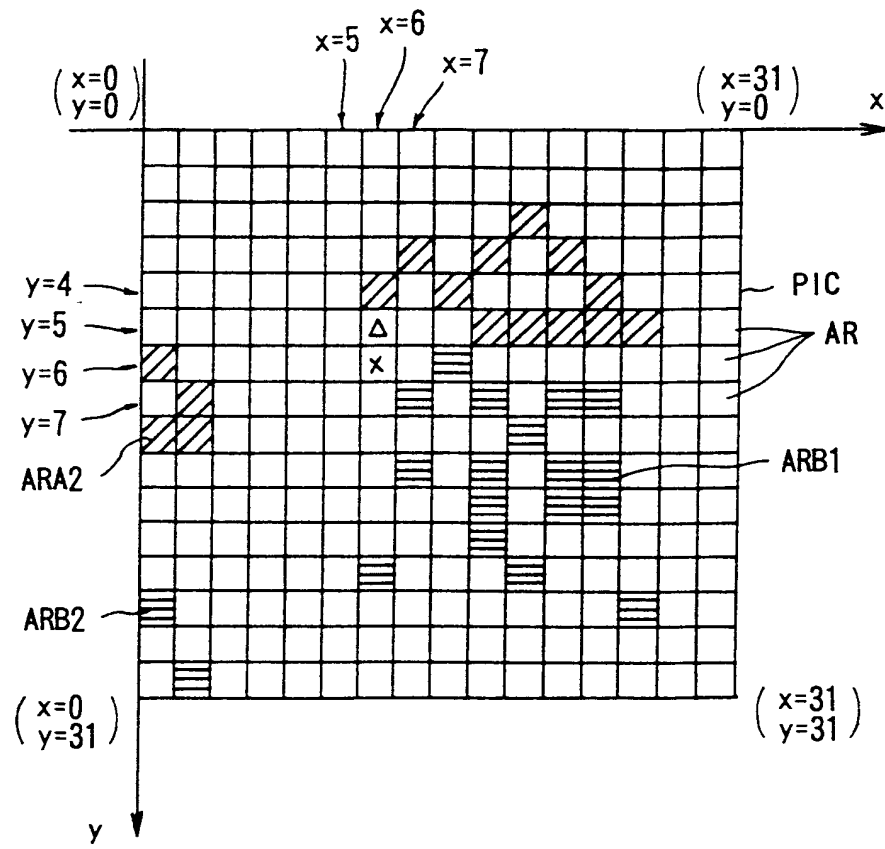 x=5
x=6
x=7
( x=0
y=0 )
( x=31
y=0 )
x
y=4
y=5
y=6
y=7
Δ
x
PIC
AR
ARA2
ARB1
ARB2
( x=0
y=31 )
( x=31
y=31 )
y